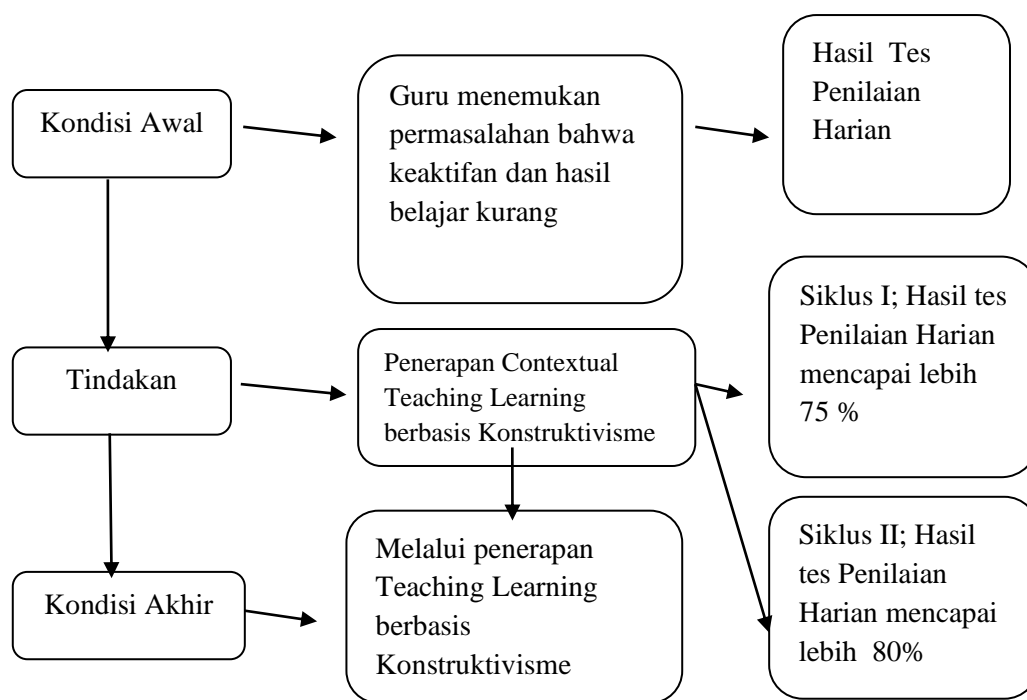 Kondisi Awal
Guru menemukan
permasalahan bahwa
keaktifan dan hasil
belajar kurang
Hasil Tes
Penilaian
Harian
Tindakan
Penerapan Contextual
Teaching Learning
berbasis Konstruktivisme
Siklus I; Hasil tes
Penilaian Harian
mencapai lebih
75 %
Siklus II; Hasil
tes Penilaian
Harian mencapai
lebih 80%
Kondisi Akhir
Melalui penerapan
Teaching Learning
berbasis
Konstruktivisme